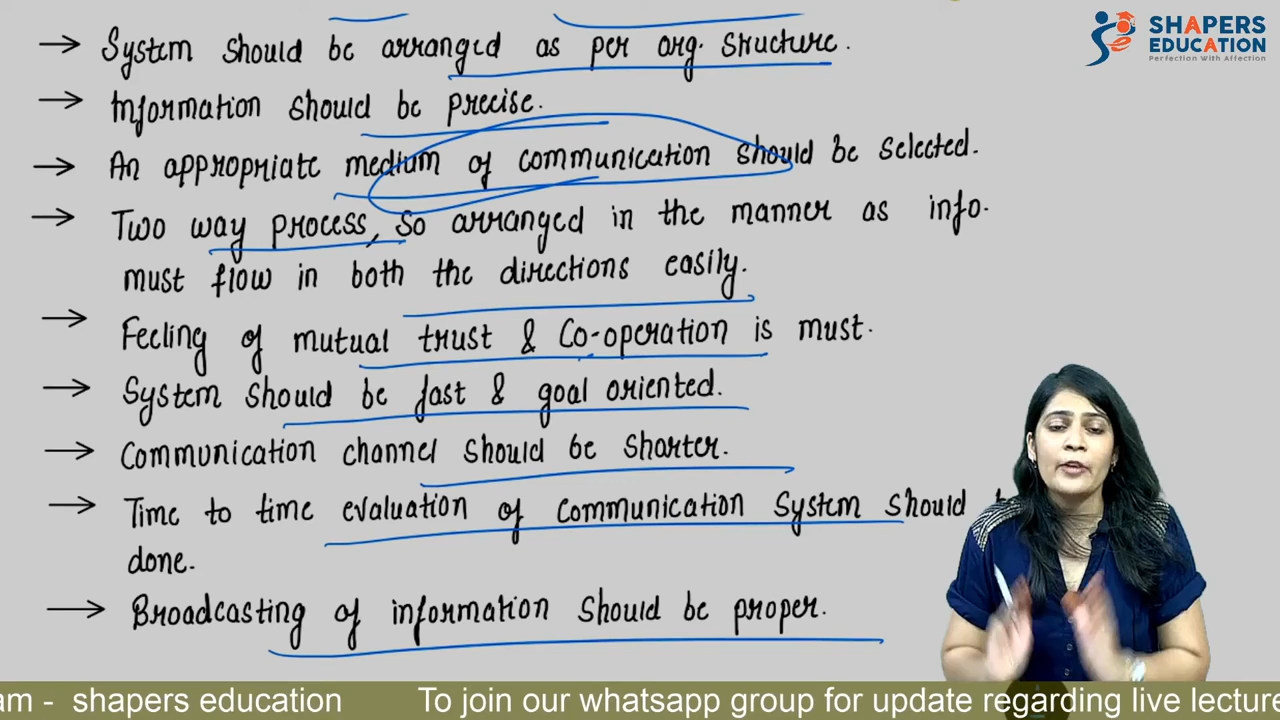 SHAPERS
EDUCATION
Perfection With Affection
→ System should be arranged as per org. structure.
→ Information should be precise.
→ An appropriate medium of communication should be selected.
→ Two way process, so arranged in the manner as info.
must flow in both the directions easily.
→ Feeling of mutual trust & Co-operation is must.
→ System should be fast & goal oriented.
→ Communication channel should be sharter.
→ Time to time evaluation of communication system should
done.
→ Broadcasting of information should be proper.
am - shapers education To join our whatsapp group for update regarding live lecture